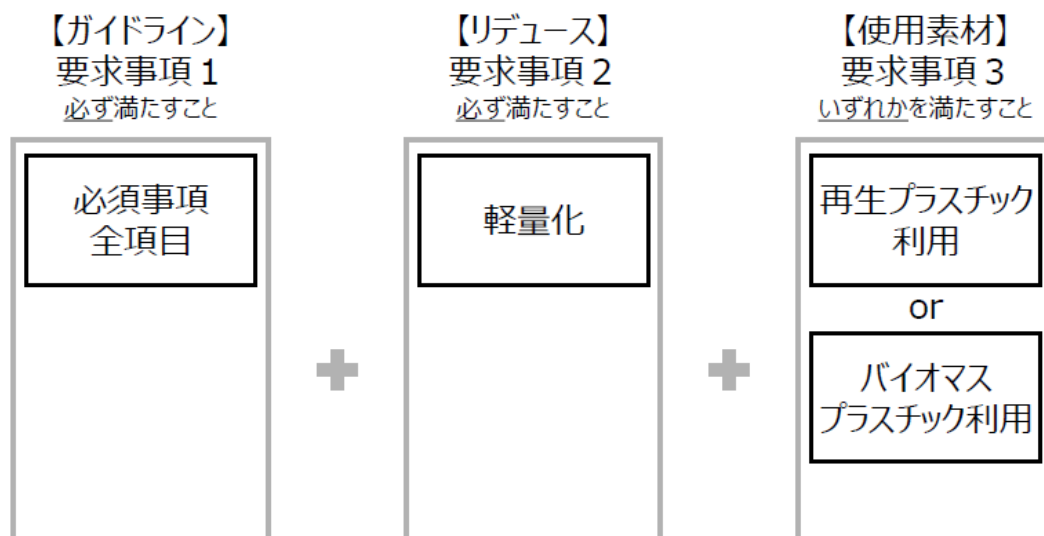 【ガイドライン】
要求事項１
必ず満たすこと
必須事項
全項目
【リデュース】
要求事項２
必ず満たすこと
軽量化
【使用素材】
要求事項３
いずれかを満たすこと
再生プラスチック
利用
or
バイオマス
プラスチック利用